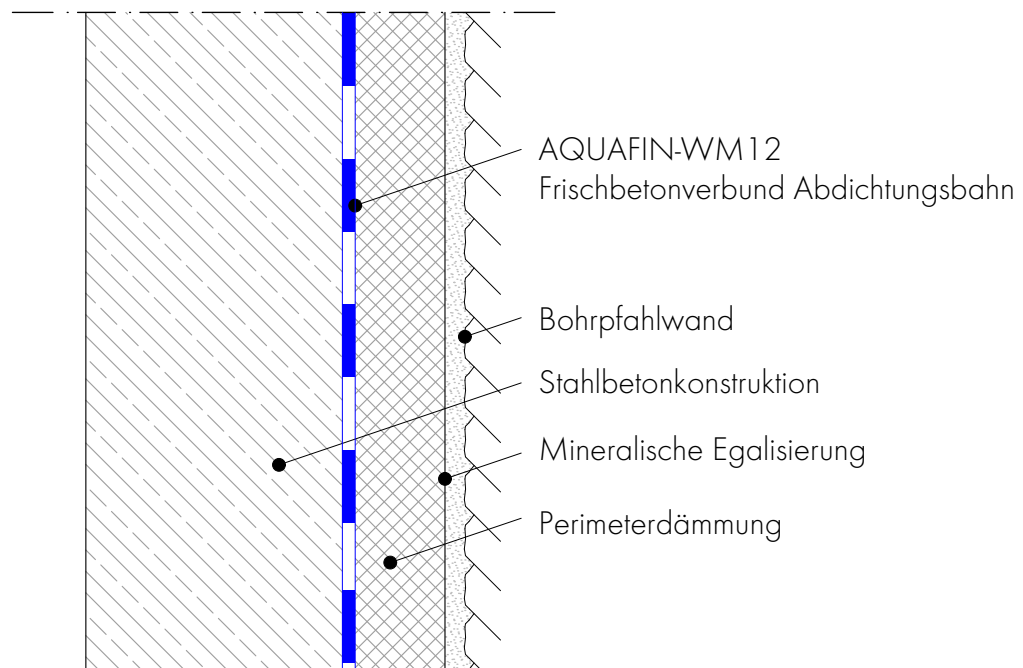 AQUAFIN-WM12
Frischbetonverbund Abdichtungsbahn
Bohrpfahlwand
Stahlbetonkonstruktion
Mineralische Egalisierung
Perimeterdämmung